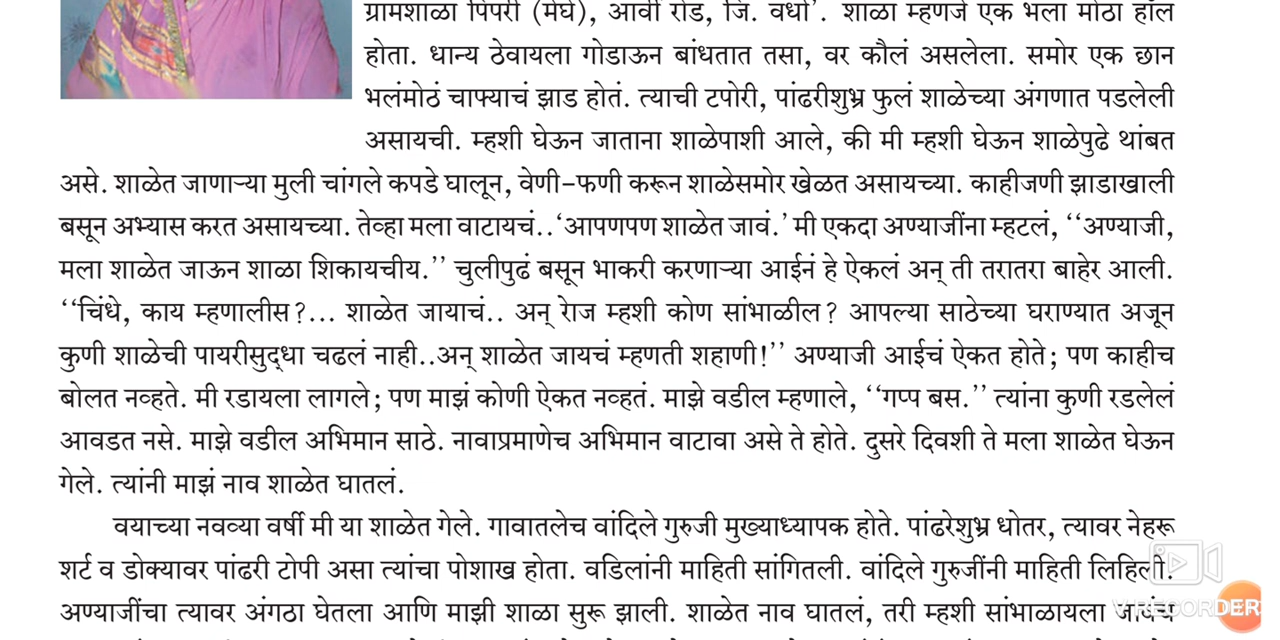 ग्रामशाळा पिपरी (मेघे), आर्वी रोड, जि. वर्धा'. शाळा म्हणजे एक भला मोठा हॉल
होता. धान्य ठेवायला गोडाऊन बांधतात तसा, वर कौलं असलेला. समोर एक छान
भलंमोठं चाफ्याचं झाड होतं. त्याची टपोरी, पांढरीशुभ्र फुलं शाळेच्या अंगणात पडलेली
असायची. म्हशी घेऊन जाताना शाळेपाशी आले, की मी म्हशी घेऊन शाळेपुढे थांबत
असे. शाळेत जाणाऱ्या मुली चांगले कपडे घालून, वेणी-फणी करून शाळेसमोर खेळत असायच्या. काहीजणी झाडाखाली
बसून अभ्यास करत असायच्या. तेव्हा मला वाटायचं..‘आपणपण शाळेत जावं.’ मी एकदा अण्याजींना म्हटलं, ‘‘अण्याजी,
मला शाळेत जाऊन शाळा शिकायचीय.’’ चुलीपुढं बसून भाकरी करणाऱ्या आईनं हे ऐकलं अन् ती तरातरा बाहेर आली.
‘‘चिंधे, काय म्हणालीस?... शाळेत जायाचं.. अन् रोज म्हशी कोण सांभाळील? आपल्या साठेच्या घराण्यात अजून
कुणी शाळेची पायरीसुद्धा चढलं नाही..अन् शाळेत जायचं म्हणती शहाणी!’’ अण्याजी आईचं ऐकत होते; पण काहीच
बोलत नव्हते. मी रडायला लागले; पण माझं कोणी ऐकत नव्हतं. माझे वडील म्हणाले, ‘‘गप्प बस.’’ त्यांना कुणी रडलेलं
आवडत नसे. माझे वडील अभिमान साठे. नावाप्रमाणेच अभिमान वाटावा असे ते होते. दुसरे दिवशी ते मला शाळेत घेऊन
गेले. त्यांनी माझं नाव शाळेत घातलं.
वयाच्या नवव्या वर्षी मी या शाळेत गेले. गावातलेच वांदिले गुरुजी मुख्याध्यापक होते. पांढरेशुभ्र धोतर, त्यावर नेहरू
शर्ट व डोक्यावर पांढरी टोपी असा त्यांचा पोशाख होता. वडिलांनी माहिती सांगितली. वांदिले गुरुजींनी माहिती लिहिली.
अण्याजींचा त्यावर अंगठा घेतला आणि माझी शाळा सुरू झाली. शाळेत नाव घातलं, तरी म्हशी सांभाळायला
V RECORDER